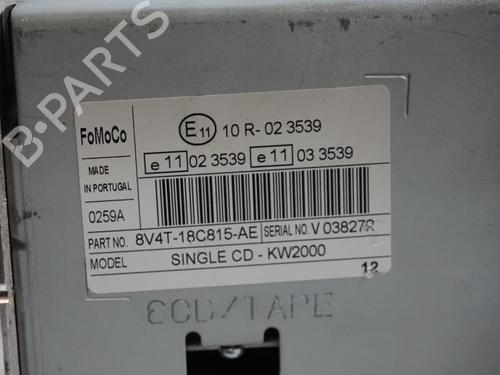 B-PARTS
FoMoCo
E11 10 R- 02 3539
MADE
IN PORTUGAL
e 11 02 3539 e 11 03 3539
0259A
PART NO. 8V4T-18C815-AE SERIAL NO. V 03827
MODEL SINGLE CD - KW2000
12
6CD/TAPE